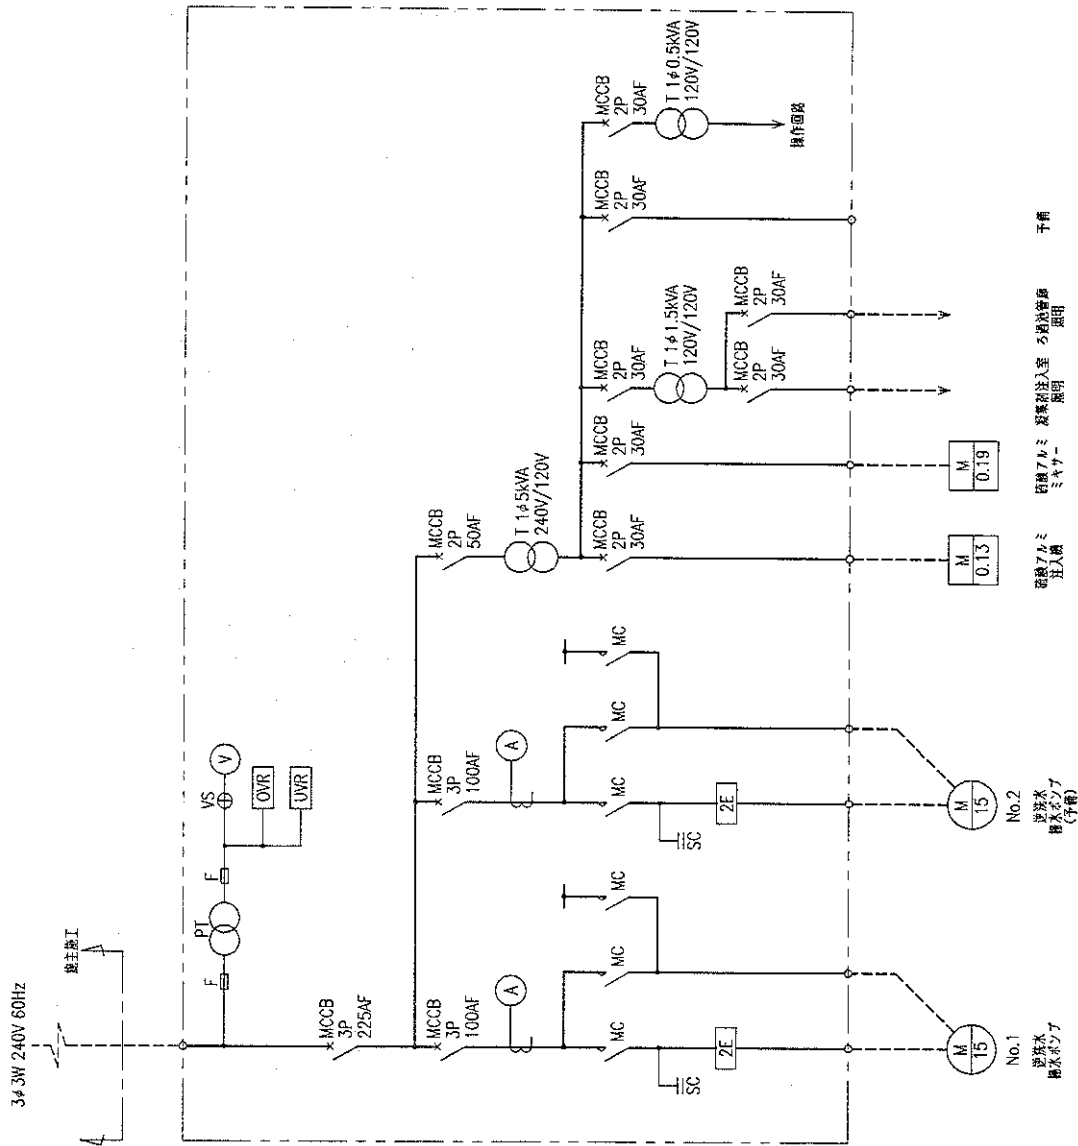 3φ3W 240V 60Hz
施主施工
PT
F
F
VS
V
OVR
UVR
MCCB
3P
225AF
MCCB
3P
100AF
A
MC
MC
MC
SC
2E
M
15
No.1
逆洗水
揚水ポンプ
MCCB
3P
100AF
A
MC
MC
MC
SC
2E
M
15
No.2
逆洗水
揚水ポンプ
(予備)
MCCB
2P
50AF
T 1φ5kVA
240V/120V
MCCB
2P
30AF
M
0.13
硫酸アルミ
注入機
MCCB
2P
30AF
M
0.19
硫酸アルミ
ミキサー
MCCB
2P
30AF
T 1φ1.5kVA
120V/120V
MCCB
2P
30AF
凝集剤注入室
照明
MCCB
2P
30AF
ろ過池管廊
照明
MCCB
2P
30AF
予備
MCCB
2P
30AF
T 1φ0.5kVA
120V/120V
操作回路